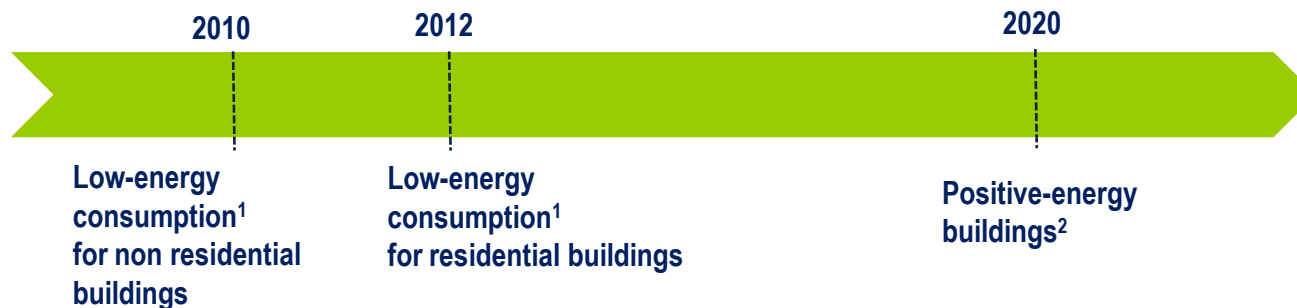 2010
2012
2020
Low-energy
consumption¹
for non residential
buildings
Low-energy
consumption¹
for residential buildings
Positive-energy
buildings²